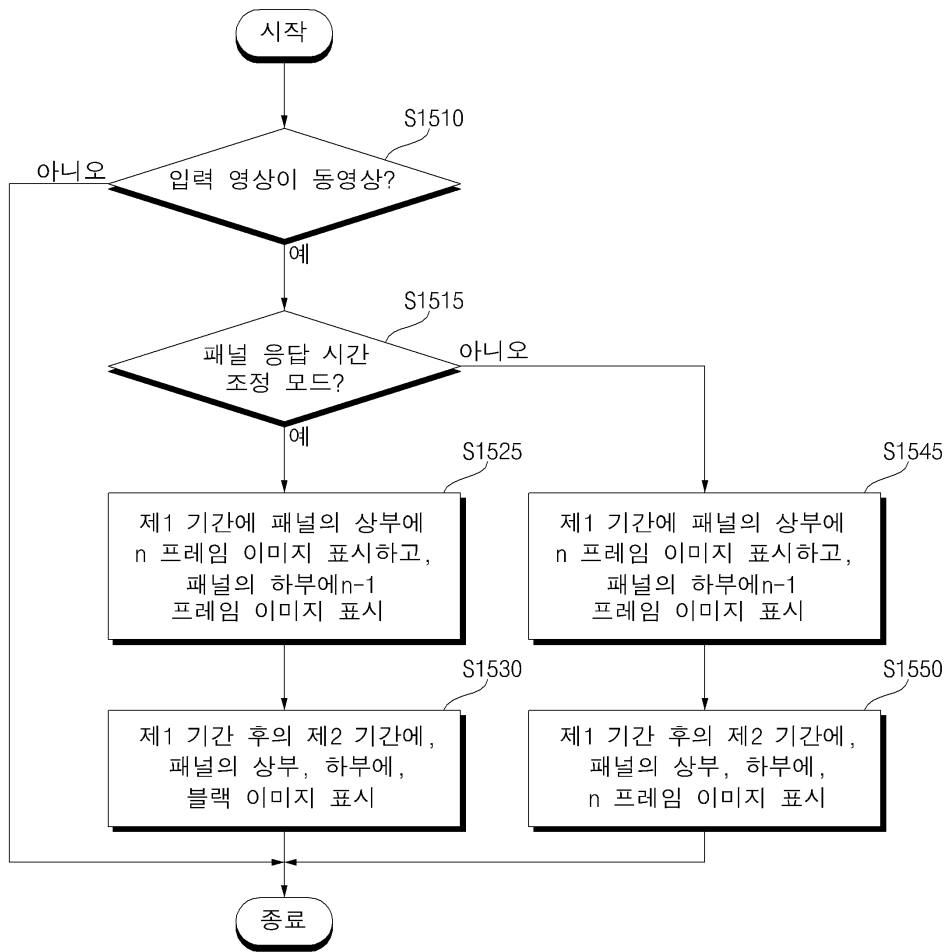 시작
S1510
아니오
입력 영상이 동영상?
예
S1515
패널 응답 시간
조정 모드?
아니오
예
S1525
제1 기간에 패널의 상부에
n 프레임 이미지 표시하고,
패널의 하부에n-1
프레임 이미지 표시
S1545
제1 기간에 패널의 상부에
n 프레임 이미지 표시하고,
패널의 하부에n-1
프레임 이미지 표시
S1530
제1 기간 후의 제2 기간에,
패널의 상부, 하부에,
블랙 이미지 표시
S1550
제1 기간 후의 제2 기간에,
패널의 상부, 하부에,
n 프레임 이미지 표시
종료